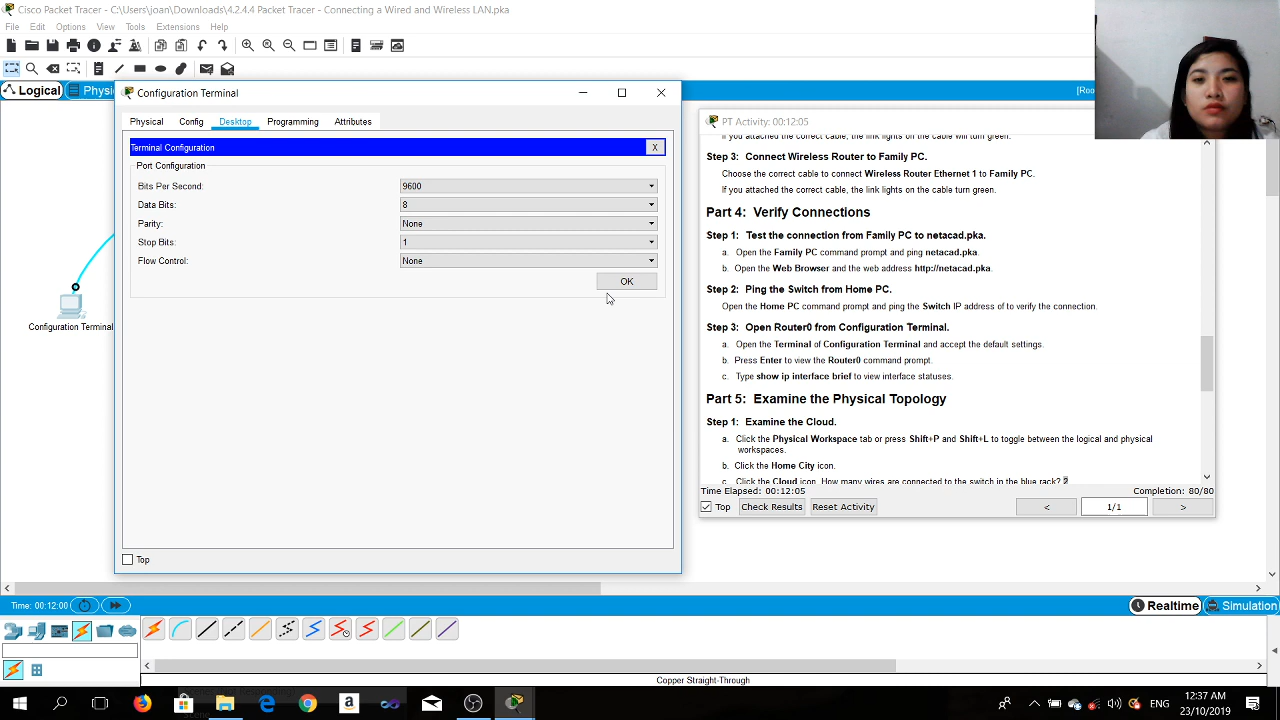 Cisco Packet Tracer - C:\Users\joan\Downloads\4.2.4.4 Packet Tracer - Connecting a Wired and Wireless LAN.pka
File Edit Options View Tools Extensions Help
Logical
Physi
[Roo
Configuration Terminal
Physical Config Desktop Programming Attributes
Terminal Configuration X
Port Configuration
Bits Per Second: 9600
Data Bits: 8
Parity: None
Stop Bits: 1
Flow Control: None
OK
Top
Configuration Terminal
PT Activity: 00:12:05
If you attached the correct cable, the link lights on the cable will turn green.
Step 3: Connect Wireless Router to Family PC.
Choose the correct cable to connect Wireless Router Ethernet 1 to Family PC.
If you attached the correct cable, the link lights on the cable turn green.
Part 4: Verify Connections
Step 1: Test the connection from Family PC to netacad.pka.
a. Open the Family PC command prompt and ping netacad.pka.
b. Open the Web Browser and the web address http://netacad.pka.
Step 2: Ping the Switch from Home PC.
Open the Home PC command prompt and ping the Switch IP address of to verify the connection.
Step 3: Open Router0 from Configuration Terminal.
a. Open the Terminal of Configuration Terminal and accept the default settings.
b. Press Enter to view the Router0 command prompt.
c. Type show ip interface brief to view interface statuses.
Part 5: Examine the Physical Topology
Step 1: Examine the Cloud.
a. Click the Physical Workspace tab or press Shift+P and Shift+L to toggle between the logical and physical
workspaces.
b. Click the Home City icon.
c. Click the Cloud icon. How many wires are connected to the switch in the blue rack? 2
Time Elapsed: 00:12:05 Completion: 80/80
Top Check Results Reset Activity < 1/1 >
Time: 00:12:00
Realtime Simulation
Copper Straight-Through
ENG
12:37 AM
23/10/2019